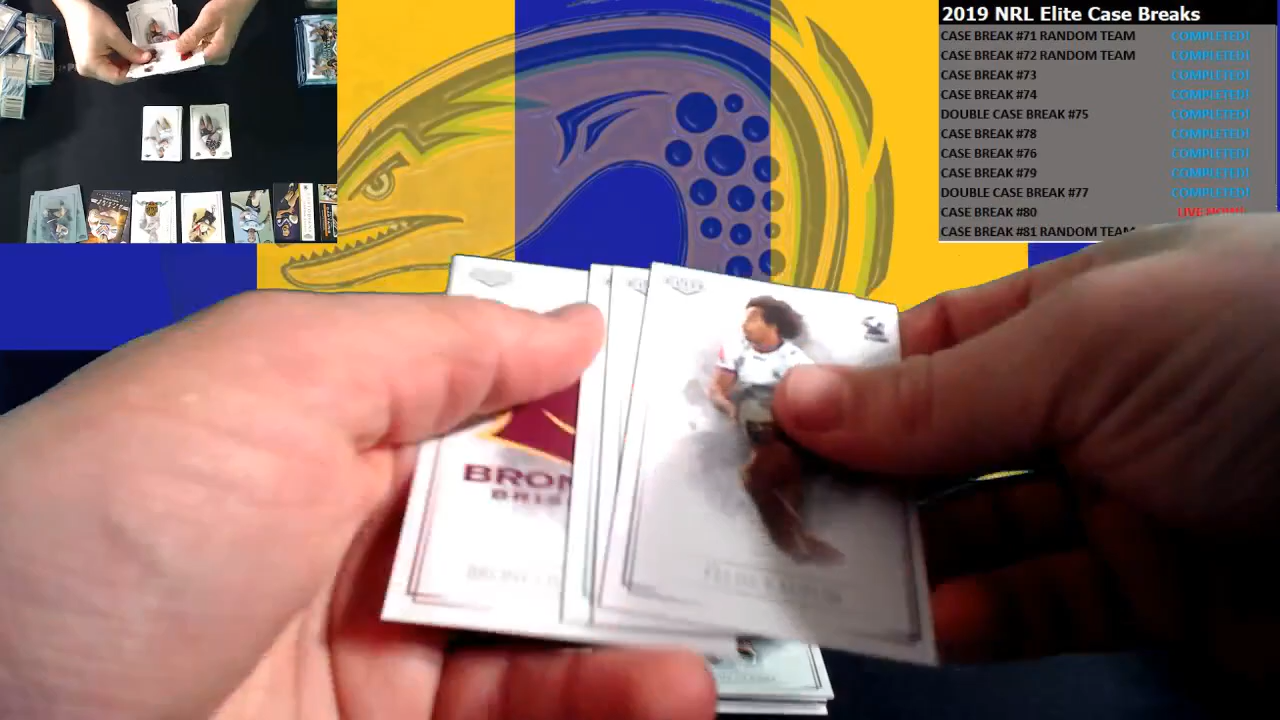 2019 NRL Elite Case Breaks
CASE BREAK #71 RANDOM TEAM COMPLETED!
CASE BREAK #72 RANDOM TEAM COMPLETED!
CASE BREAK #73 COMPLETED!
CASE BREAK #74 COMPLETED!
DOUBLE CASE BREAK #75 COMPLETED!
CASE BREAK #78 COMPLETED!
CASE BREAK #76 COMPLETED!
CASE BREAK #79 COMPLETED!
DOUBLE CASE BREAK #77 COMPLETED!
CASE BREAK #80 LIVE NOW!
CASE BREAK #81 RANDOM TEAM
BRON
BRIS